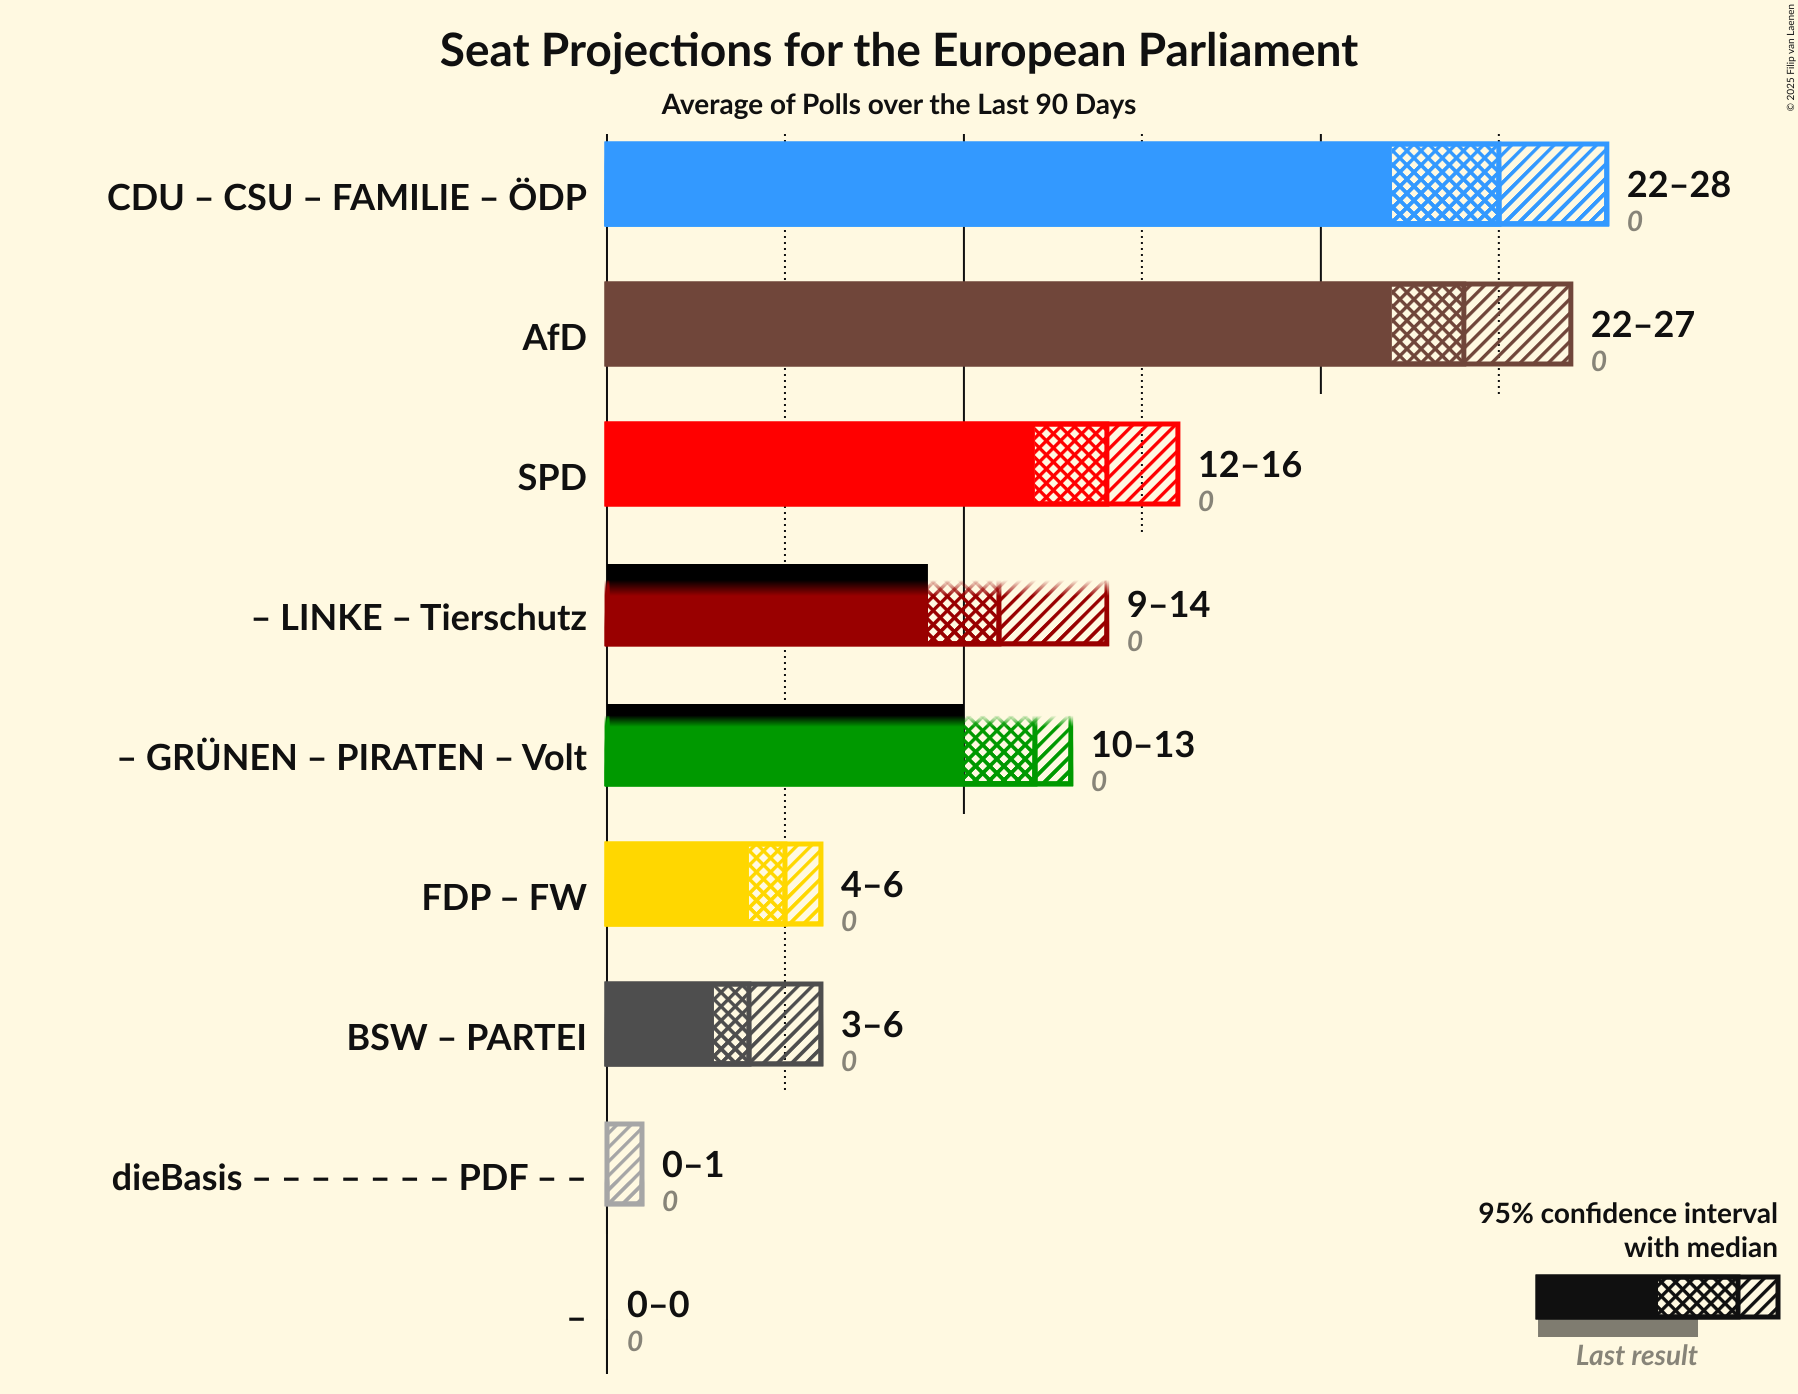 Seat Projections for the European Parliament
Average of Polls over the Last 90 Days
© 2025 Filip van Laenen
CDU – CSU – FAMILIE – ÖDP
22–28
0
AfD
22–27
0
SPD
12–16
0
– LINKE – Tierschutz
9–14
0
– GRÜNEN – PIRATEN – Volt
10–13
0
FDP – FW
4–6
0
BSW – PARTEI
3–6
0
dieBasis – – – – – – – PDF – –
0–1
0
–
0–0
0
95% confidence interval
with median
Last result